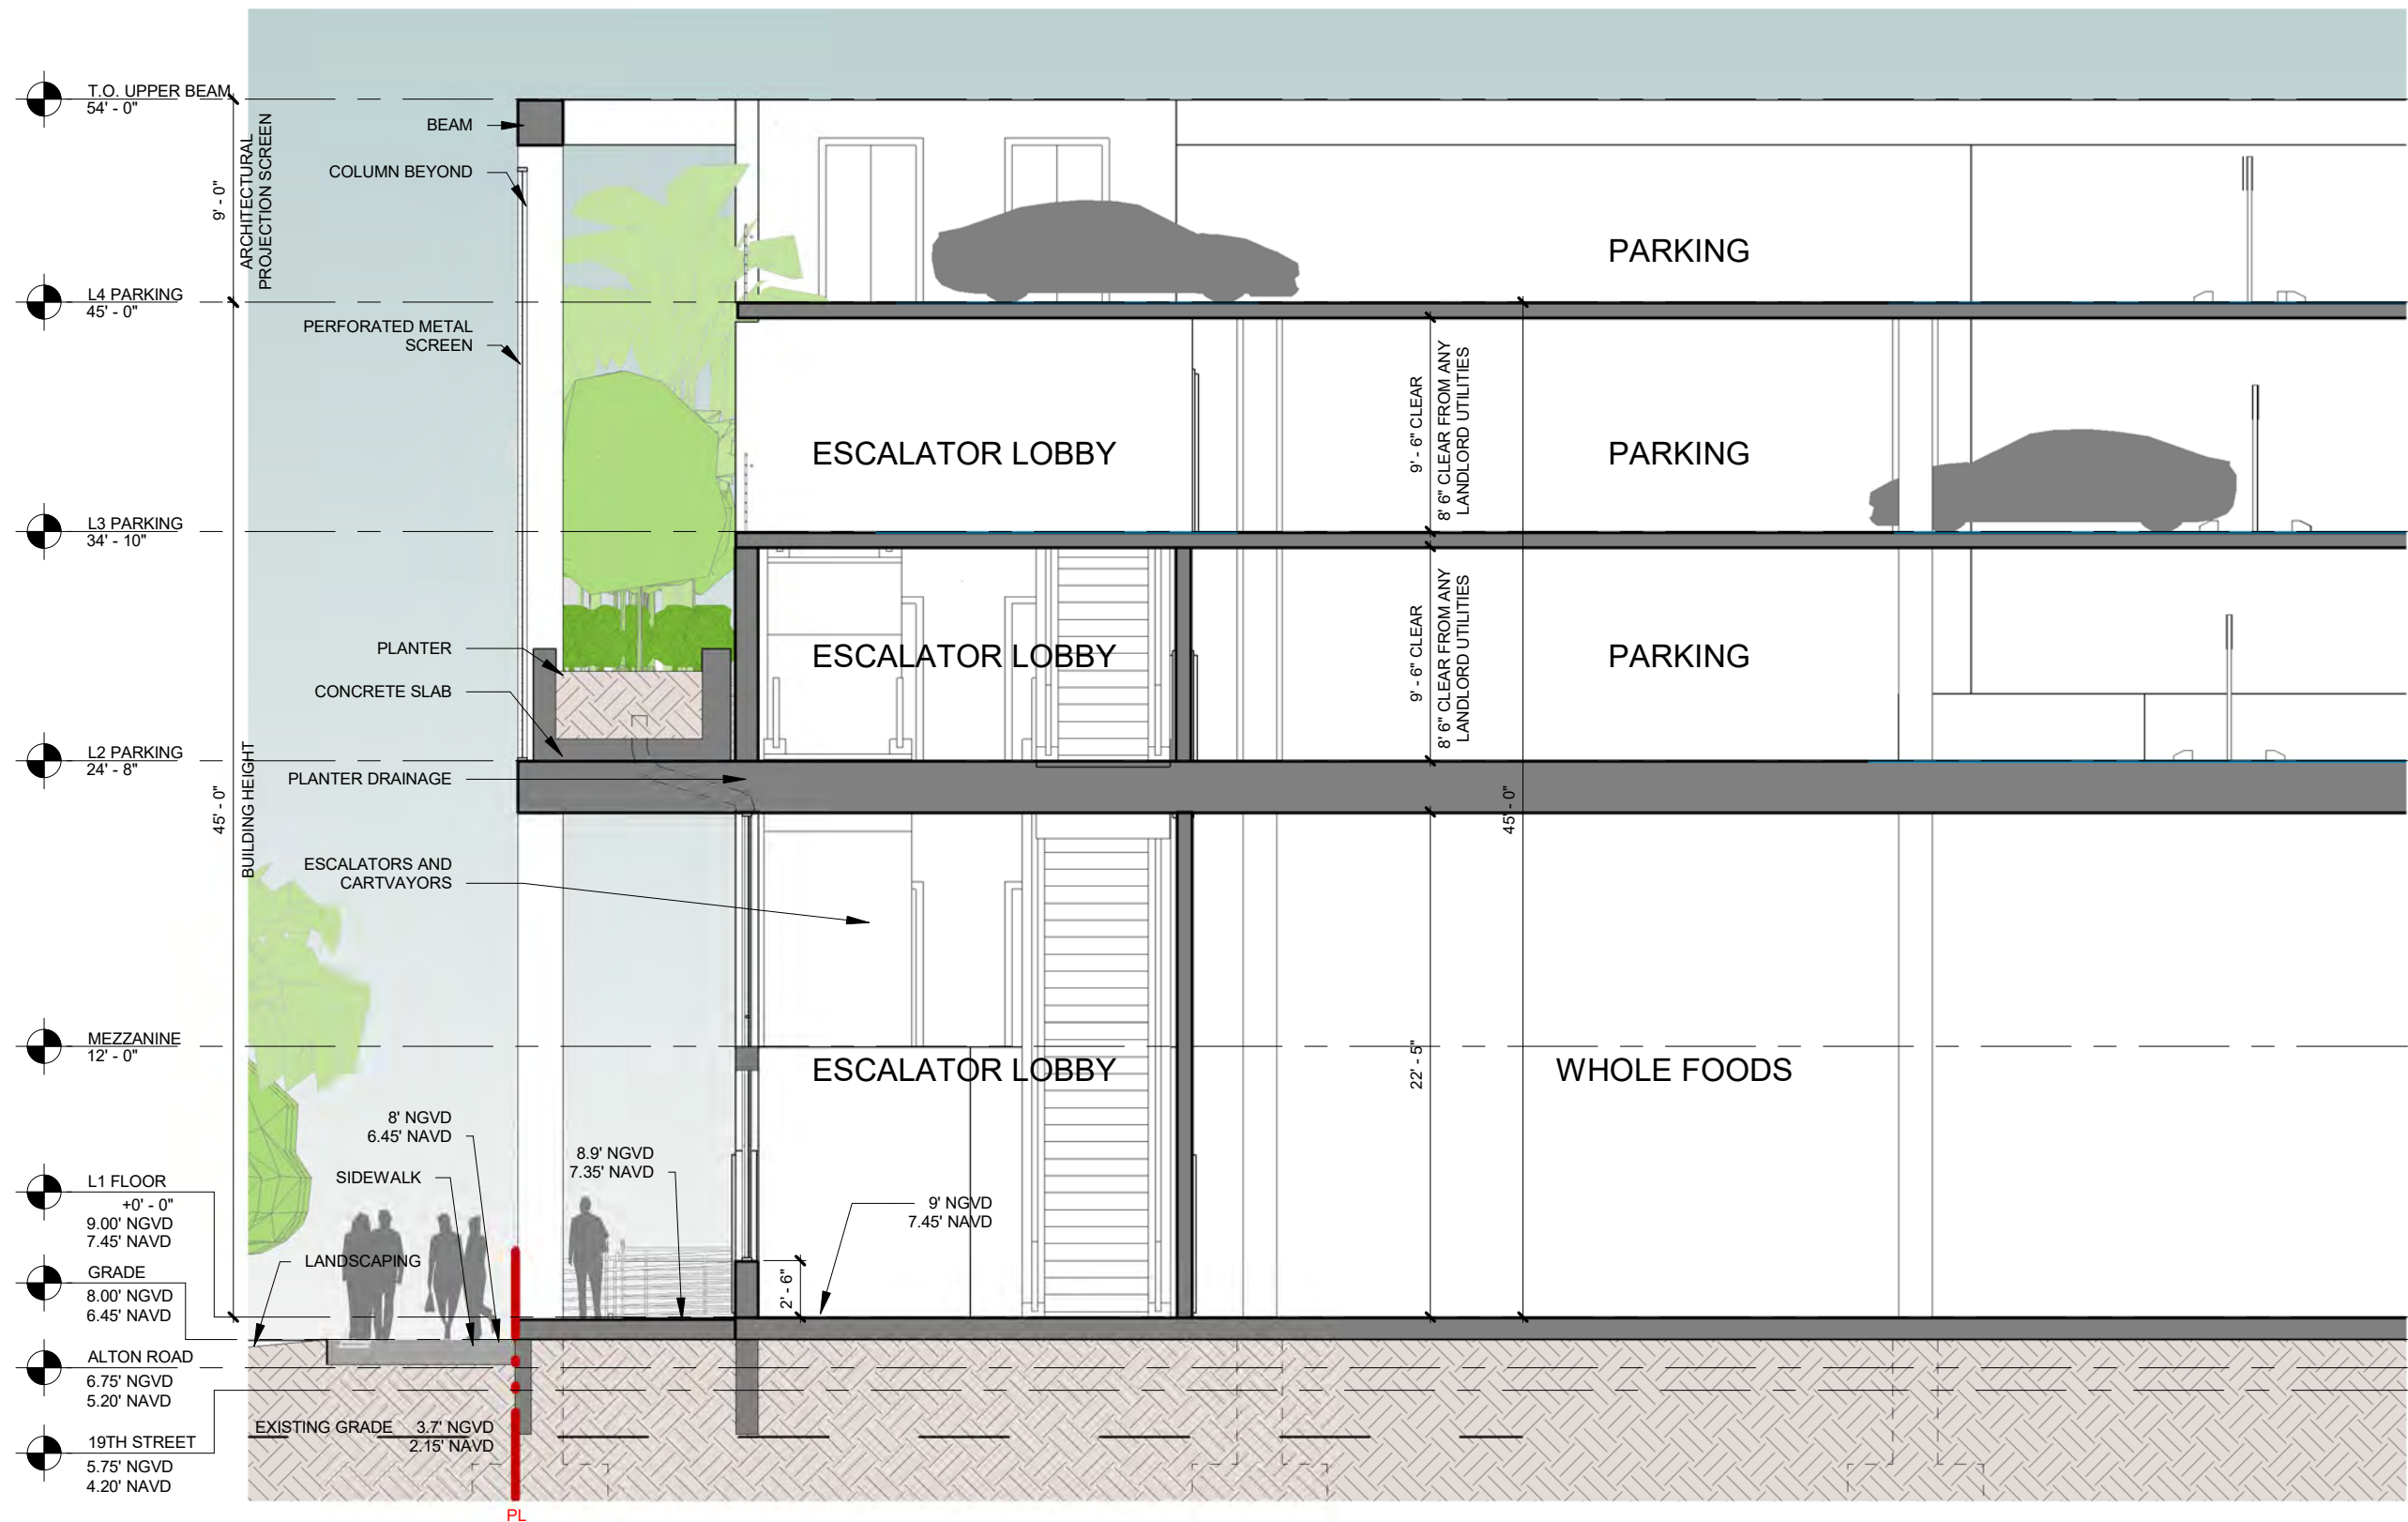 T.O. UPPER BEAM
54' - 0"
BEAM
COLUMN BEYOND
9' - 0"
ARCHITECTURAL
PROJECTION SCREEN
PARKING
L4 PARKING
45' - 0"
PERFORATED METAL
SCREEN
ESCALATOR LOBBY
9' - 6" CLEAR
8' 6" CLEAR FROM ANY
LANDLORD UTILITIES
PARKING
L3 PARKING
34' - 10"
PLANTER
CONCRETE SLAB
ESCALATOR LOBBY
9' - 6" CLEAR
8' 6" CLEAR FROM ANY
LANDLORD UTILITIES
PARKING
L2 PARKING
24' - 8"
PLANTER DRAINAGE
45' - 0"
BUILDING HEIGHT
45' - 0"
ESCALATORS AND
CARTVAYORS
MEZZANINE
12' - 0"
ESCALATOR LOBBY
22' - 5"
WHOLE FOODS
8' NGVD
6.45' NAVD
SIDEWALK
8.9' NGVD
7.35' NAVD
9' NGVD
7.45' NAVD
L1 FLOOR
+0' - 0"
9.00' NGVD
7.45' NAVD
LANDSCAPING
2' - 6"
GRADE
8.00' NGVD
6.45' NAVD
ALTON ROAD
6.75' NGVD
5.20' NAVD
EXISTING GRADE 3.7' NGVD
2.15' NAVD
19TH STREET
5.75' NGVD
4.20' NAVD
PL